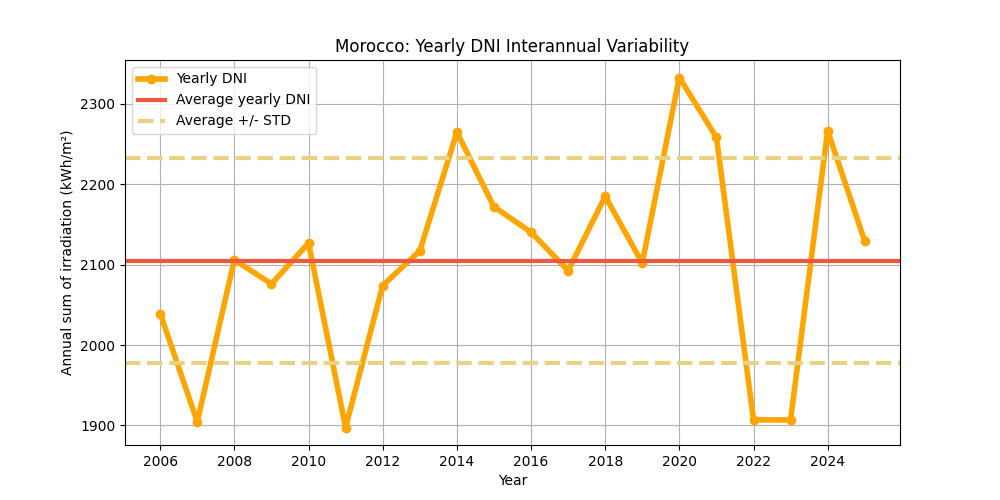 Morocco: Yearly DNI Interannual Variability
Yearly DNI
Average yearly DNI
Average +/- STD
Annual sum of irradiation (kWh/m²)
2300
2200
2100
2000
1900
2006 2008 2010 2012 2014 2016 2018 2020 2022 2024
Year